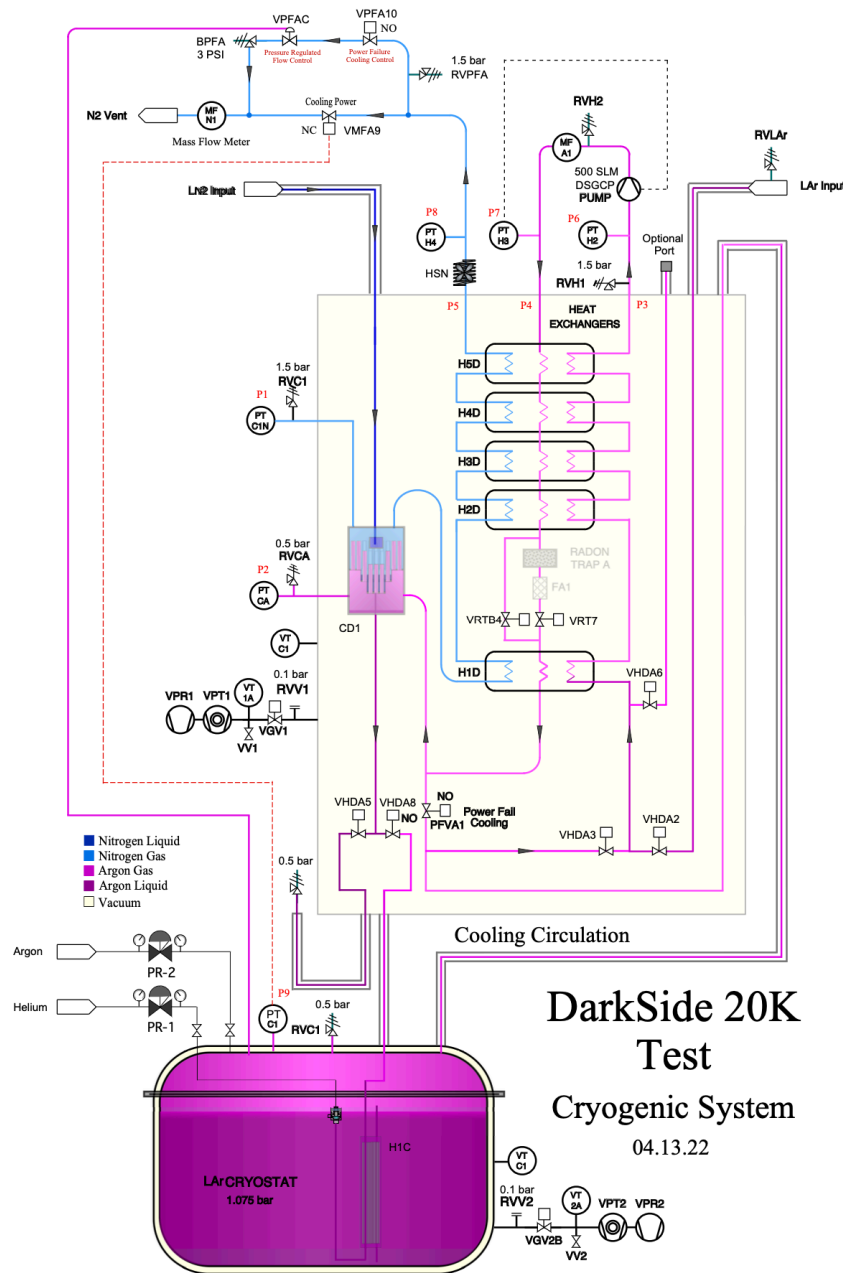 VPFAC
VPFA10
NO
BPFA
3 PSI
Pressure Regulated
Flow Control
Power Failure
Cooling Control
1.5 bar
RVPFA
N2 Vent
MF
N1
Mass Flow Meter
Cooling Power
NC
VMFA9
RVH2
MF
A1
500 SLM
DSGCP
PUMP
RVLAr
LAr Input
LN2 Input
P8
PT
H4
P7
PT
H3
P6
PT
H2
Optional
Port
HSN
1.5 bar
RVH1
P5
P4
P3
HEAT
EXCHANGERS
H5D
H4D
H3D
H2D
1.5 bar
RVC1
P1
PT
C1N
0.5 bar
RVCA
P2
PT
CA
CD1
RADON
TRAP A
FA1
VRTB4
VRT7
VT
C1
H1D
VHDA6
0.1 bar
RVV1
VPR1
VPT1
VT
1A
VV1
VGV1
VHDA5
VHDA8
NO
NO
PFVA1
Power Fail
Cooling
VHDA3
VHDA2
Nitrogen Liquid
Nitrogen Gas
Argon Gas
Argon Liquid
Vacuum
0.5 bar
Cooling Circulation
Argon
PR-2
Helium
PR-1
P9
PT
C1
0.5 bar
RVC1
DarkSide 20K
Test
Cryogenic System
04.13.22
H1C
LAr CRYOSTAT
1.075 bar
VT
C1
0.1 bar
RVV2
VT
2A
VPT2
VPR2
VGV2B
VV2